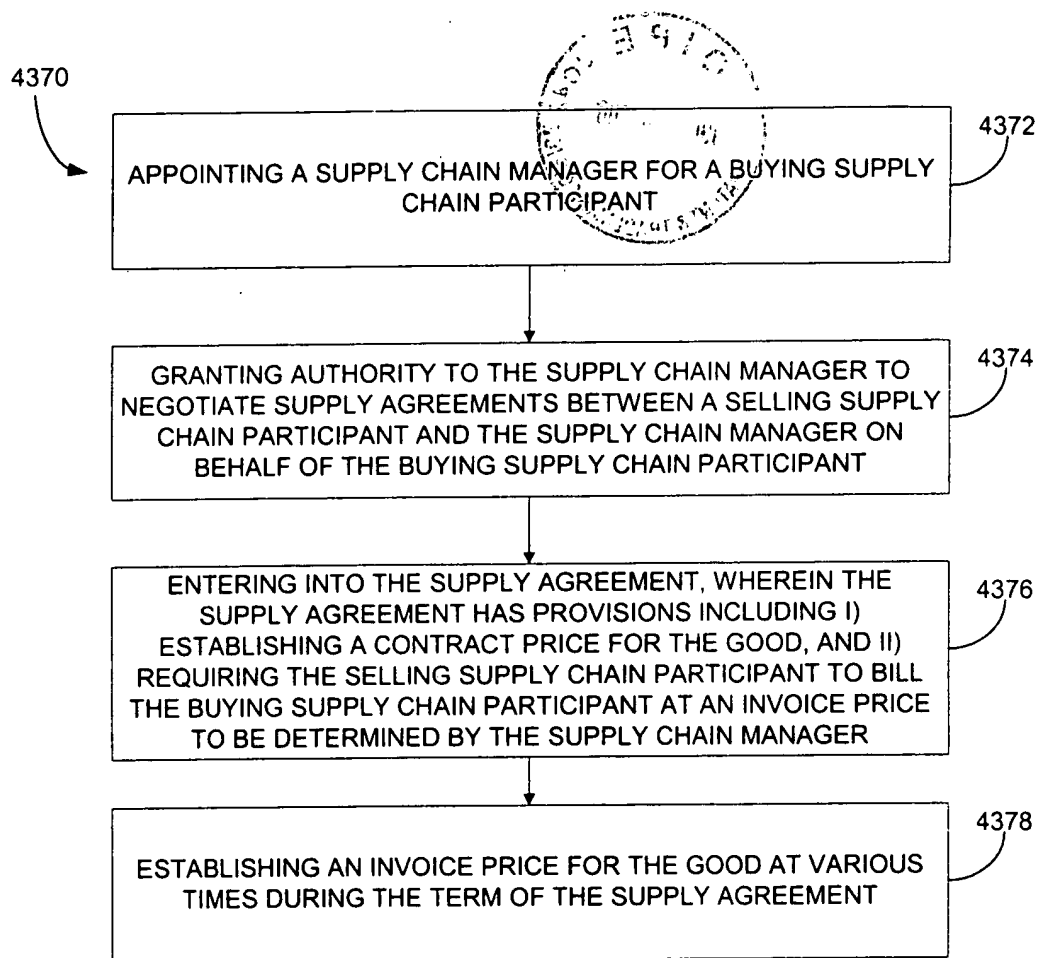 OIPE
4370
4372
APPOINTING A SUPPLY CHAIN MANAGER FOR A BUYING SUPPLY
CHAIN PARTICIPANT
4374
GRANTING AUTHORITY TO THE SUPPLY CHAIN MANAGER TO
NEGOTIATE SUPPLY AGREEMENTS BETWEEN A SELLING SUPPLY
CHAIN PARTICIPANT AND THE SUPPLY CHAIN MANAGER ON
BEHALF OF THE BUYING SUPPLY CHAIN PARTICIPANT
4376
ENTERING INTO THE SUPPLY AGREEMENT, WHEREIN THE
SUPPLY AGREEMENT HAS PROVISIONS INCLUDING I)
ESTABLISHING A CONTRACT PRICE FOR THE GOOD, AND II)
REQUIRING THE SELLING SUPPLY CHAIN PARTICIPANT TO BILL
THE BUYING SUPPLY CHAIN PARTICIPANT AT AN INVOICE PRICE
TO BE DETERMINED BY THE SUPPLY CHAIN MANAGER
4378
ESTABLISHING AN INVOICE PRICE FOR THE GOOD AT VARIOUS
TIMES DURING THE TERM OF THE SUPPLY AGREEMENT